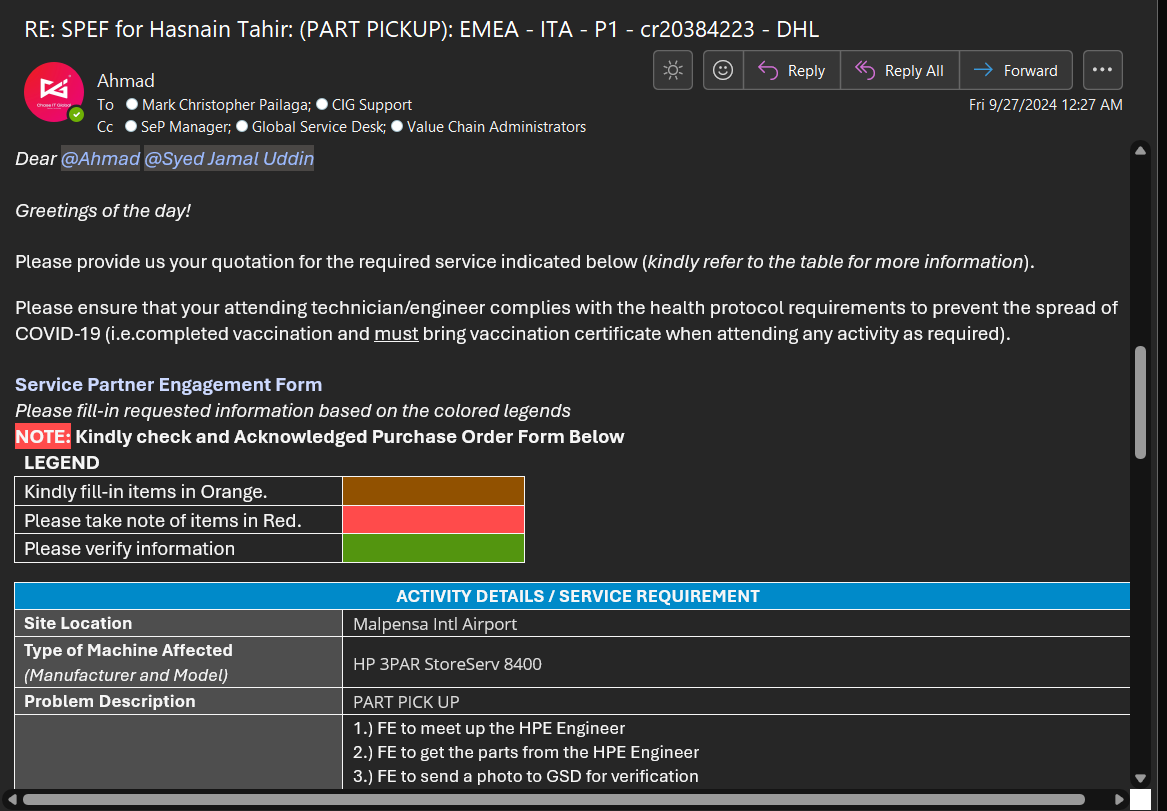 RE: SPEF for Hasnain Tahir: (PART PICKUP): EMEA - ITA - P1 - cr20384223 - DHL
Ahmad
Reply
Reply All
Forward
To Mark Christopher Pailaga; CIG Support
Fri 9/27/2024 12:27 AM
Cc SeP Manager; Global Service Desk; Value Chain Administrators
Dear @Ahmad @Syed Jamal Uddin
Greetings of the day!
Please provide us your quotation for the required service indicated below (kindly refer to the table for more information).
Please ensure that your attending technician/engineer complies with the health protocol requirements to prevent the spread of
COVID-19 (i.e.completed vaccination and must bring vaccination certificate when attending any activity as required).
Service Partner Engagement Form
Please fill-in requested information based on the colored legends
NOTE: Kindly check and Acknowledged Purchase Order Form Below
LEGEND
Kindly fill-in items in Orange.
Please take note of items in Red.
Please verify information
ACTIVITY DETAILS / SERVICE REQUIREMENT
Site Location
Malpensa Intl Airport
Type of Machine Affected
(Manufacturer and Model)
HP 3PAR StoreServ 8400
Problem Description
PART PICK UP
1.) FE to meet up the HPE Engineer
2.) FE to get the parts from the HPE Engineer
3.) FE to send a photo to GSD for verification